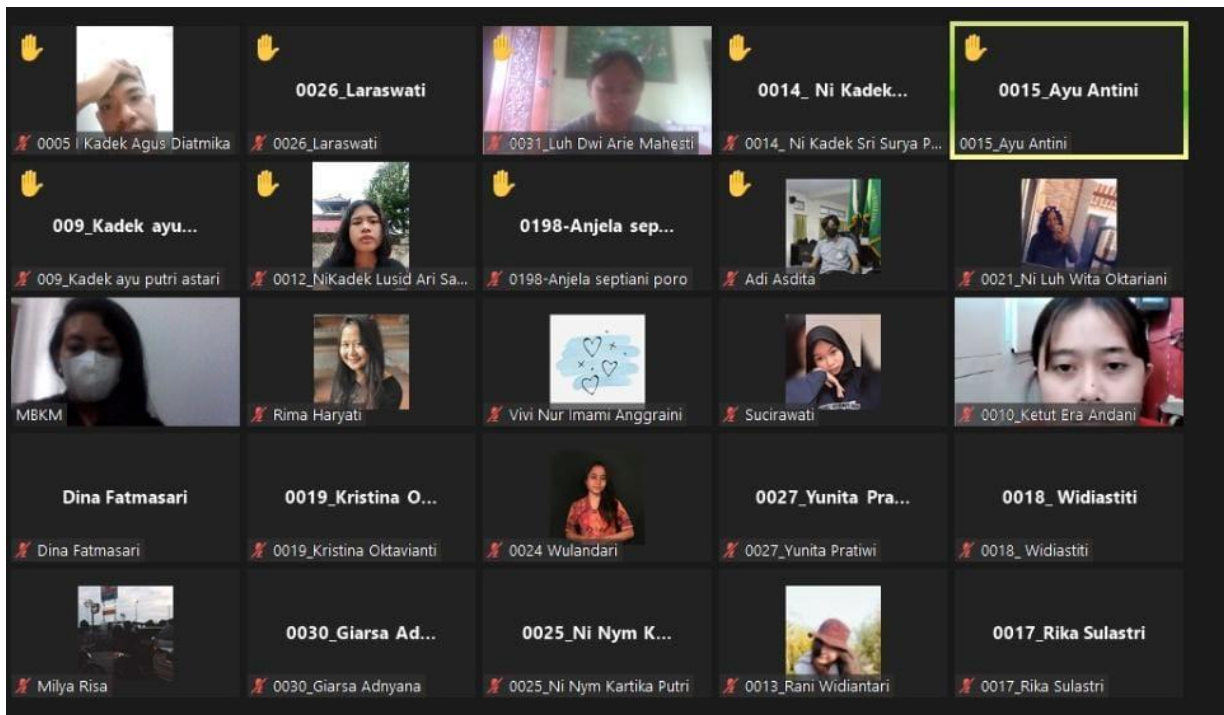 0005 I Kadek Agus Diatmika
0026_Laraswati
0026_Laraswati
0031_Luh Dwi Arie Mahesti
0014_ Ni Kadek...
0014_ Ni Kadek Sri Surya P...
0015_Ayu Antini
0015_Ayu Antini
009_Kadek ayu...
009_Kadek ayu putri astari
0012_NiKadek Lusid Ari Sa...
0198-Anjela sep...
0198-Anjela septiani poro
Adi Asdita
0021_Ni Luh Wita Oktariani
MBKM
Rima Haryati
Vivi Nur Imami Anggraini
Sucirawati
0010_Ketut Era Andani
Dina Fatmasari
Dina Fatmasari
0019_Kristina O...
0019_Kristina Oktavianti
0024 Wulandari
0027_Yunita Pra...
0027_Yunita Pratiwi
0018_ Widiastiti
0018_ Widiastiti
Milya Risa
0030_Giarsa Ad...
0030_Giarsa Adnyana
0025_Ni Nym K...
0025_Ni Nym Kartika Putri
0013_Rani Widiantari
0017_Rika Sulastri
0017_Rika Sulastri